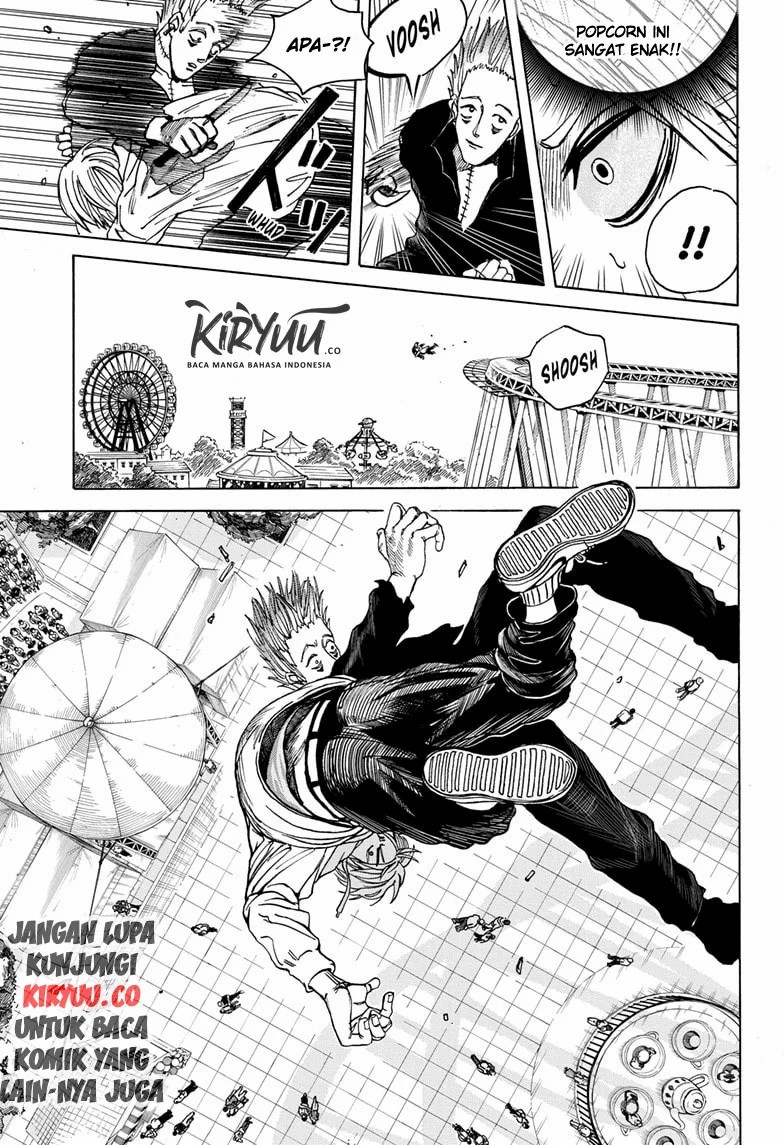 POPCORN INI
SANGAT ENAK!!
!!
VOOSH
APA-?!
WHUP
KIRYUU
.CO
BACA MANGA BAHASA INDONESIA
SHOOSH
JANGAN LUPA
KUNJUNGI
KIRYUU.CO
UNTUK BACA
KOMIK YANG
LAIN-NYA JUGA